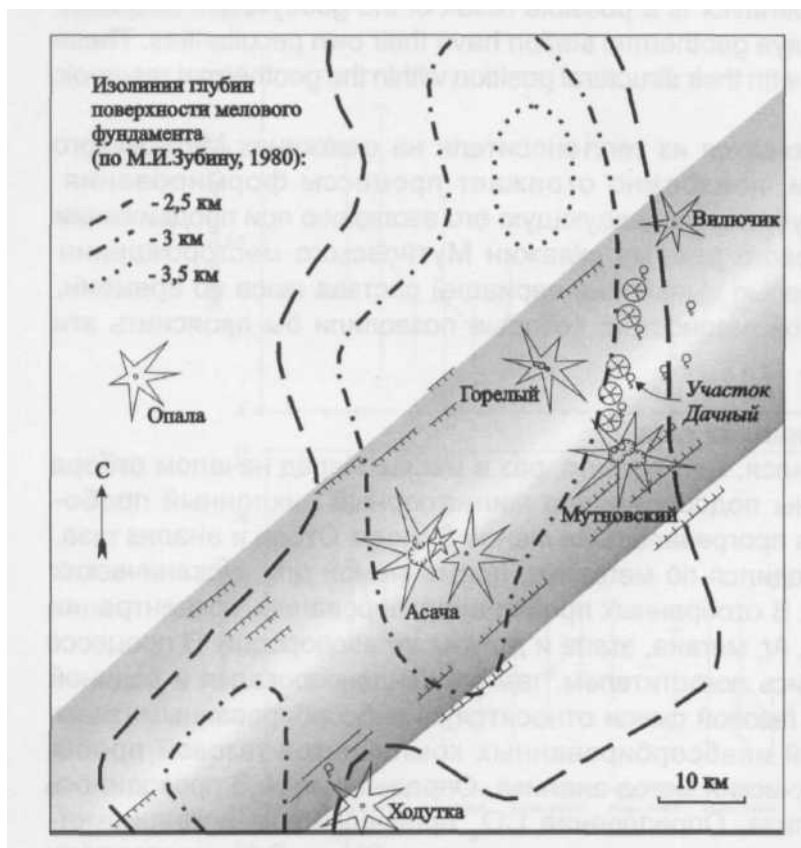 Изолинии глубин
поверхности мелового
фундамента
(по М.И.Зубину, 1980):
-2,5 км
- 3 км
-3,5 км
Вилючик
Опала
Горелый
Участок
Дачный
С
Мутновский
Асача
10 км
Ходутка